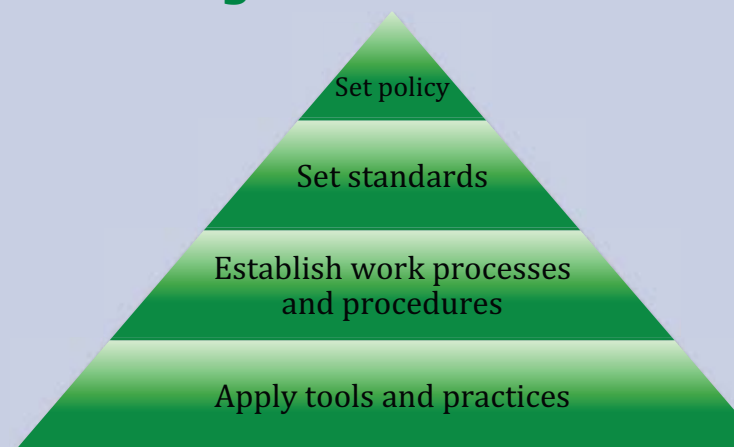 Set policy
Set standards
Establish work processes
and procedures
Apply tools and practices